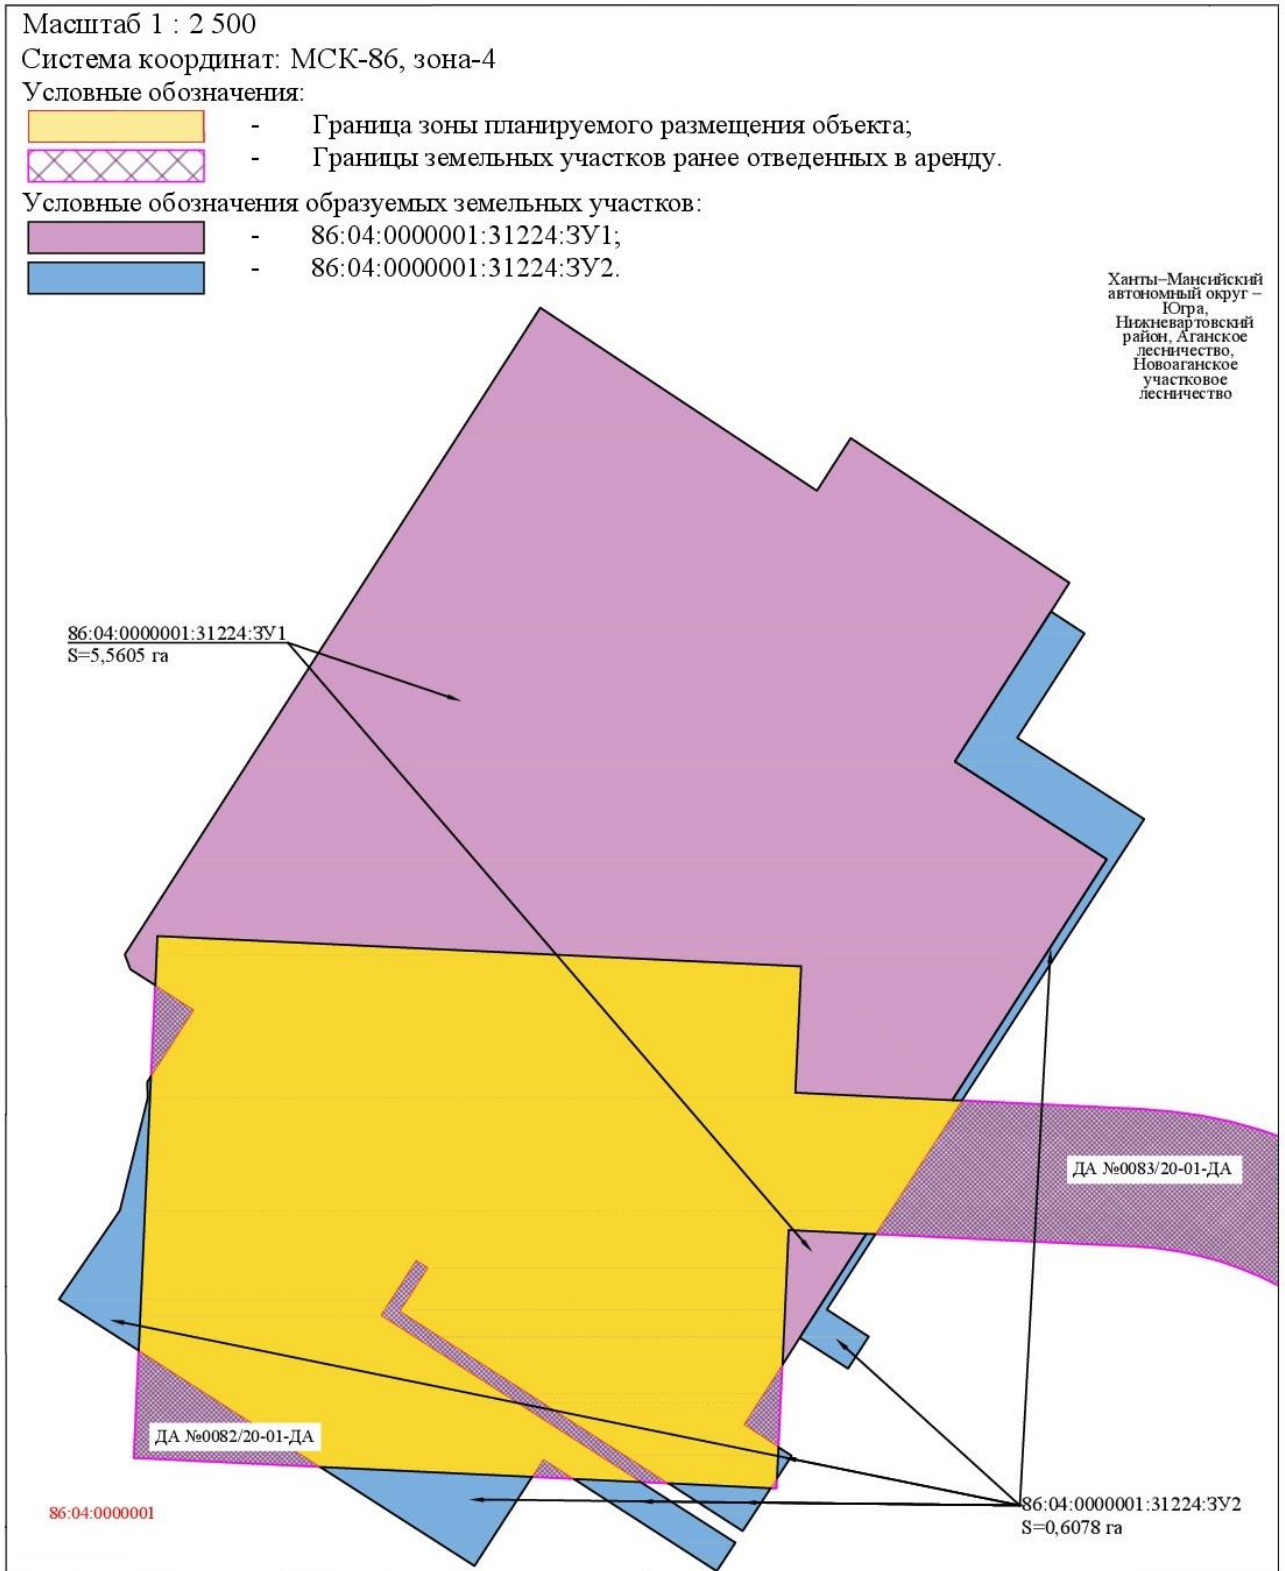 Масштаб 1 : 2 500
Система координат: МСК-86, зона-4
Условные обозначения:
- Граница зоны планируемого размещения объекта;
- Границы земельных участков ранее отведенных в аренду.
Условные обозначения образуемых земельных участков:
- 86:04:0000001:31224:ЗУ1;
- 86:04:0000001:31224:ЗУ2.
Ханты–Мансийский
автономный округ –
Югра,
Нижневартовский
район, Аганское
лесничество,
Новоаганское
участковое
лесничество
86:04:0000001:31224:ЗУ1
S=5,5605 га
ДА №0083/20-01-ДА
ДА №0082/20-01-ДА
86:04:0000001
86:04:0000001:31224:ЗУ2
S=0,6078 га